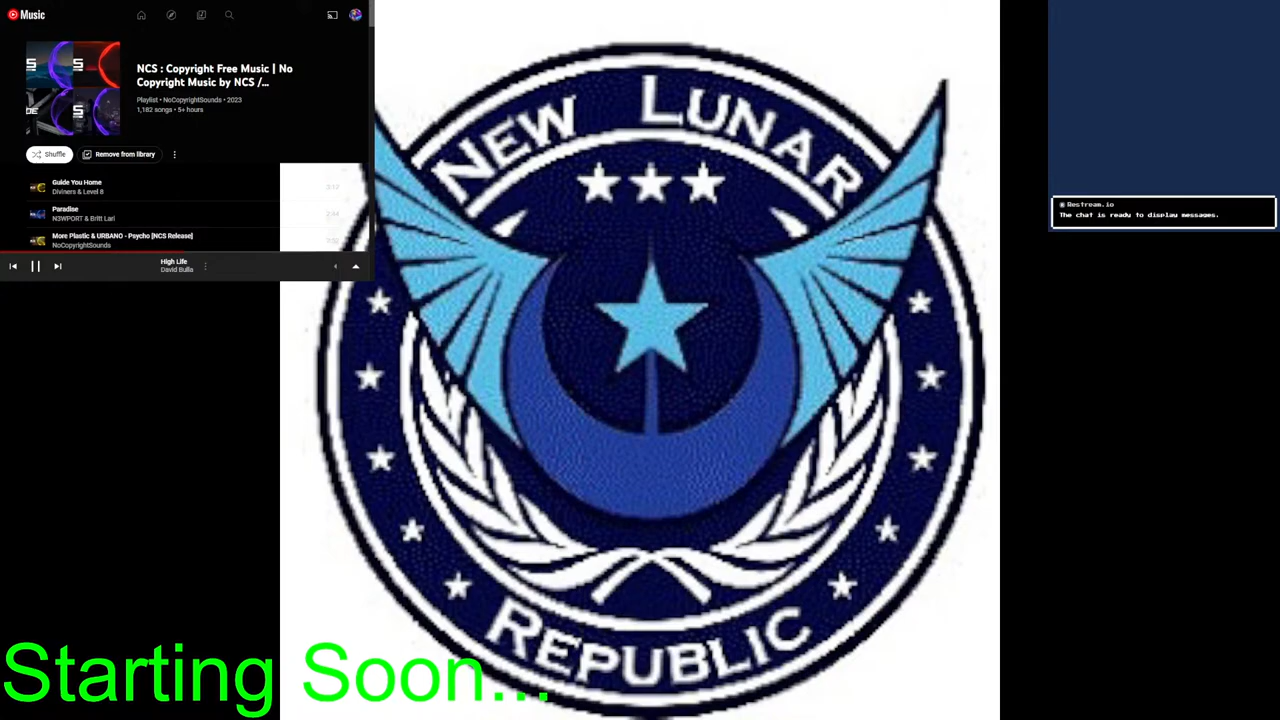 Music
NCS : Copyright Free Music | No
Copyright Music by NCS /...
Playlist • NoCopyrightSounds • 2023
1,182 songs • 5+ hours
Shuffle
Remove from library
Guide You Home
Diviners & Level 8
3:12
Paradise
N3WPORT & Britt Lari
More Plastic & URBANO - Psycho [NCS Release]
NoCopyrightSounds
High Life
David Bulla
NEW LUNAR
REPUBLIC
Restream.io
The chat is ready to display messages.
Starting Soon...